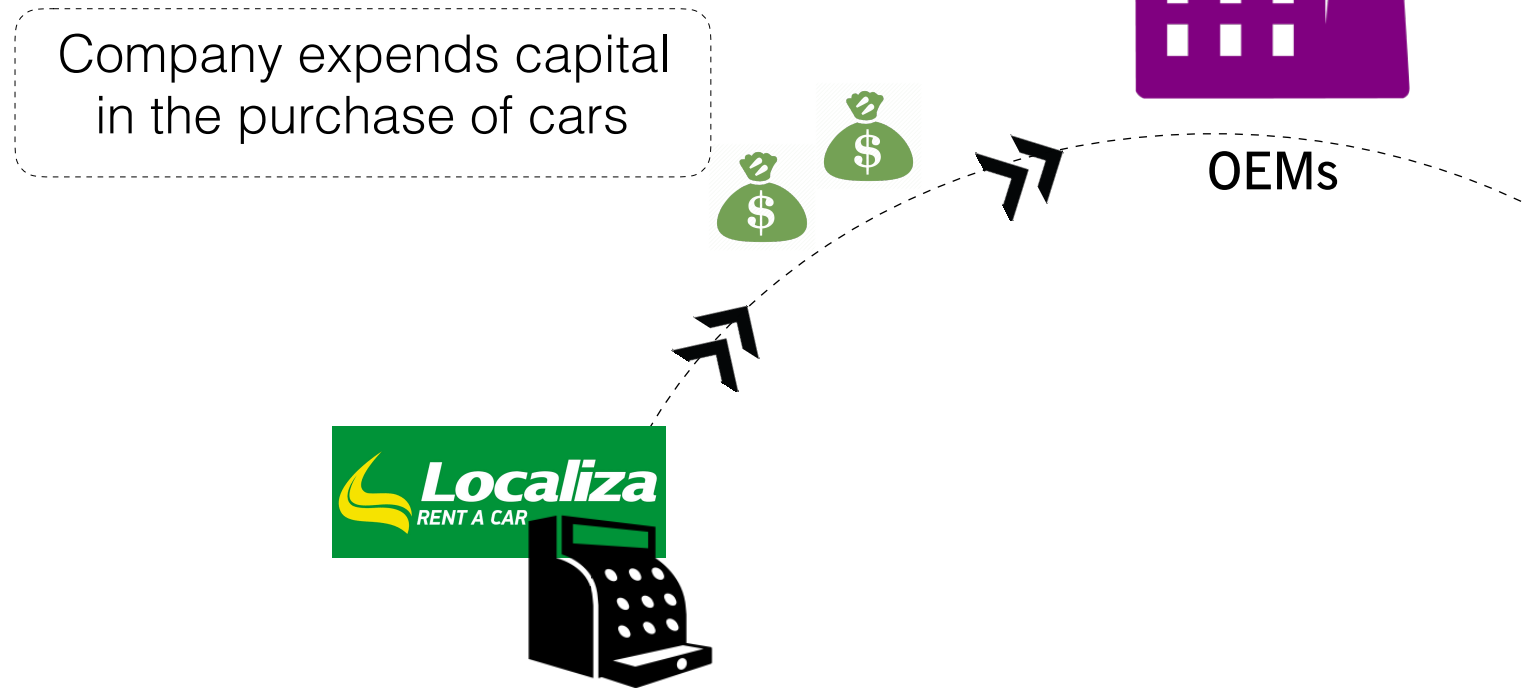 Company expends capital
in the purchase of cars
$
$
OEMs
Localiza
RENT A CAR